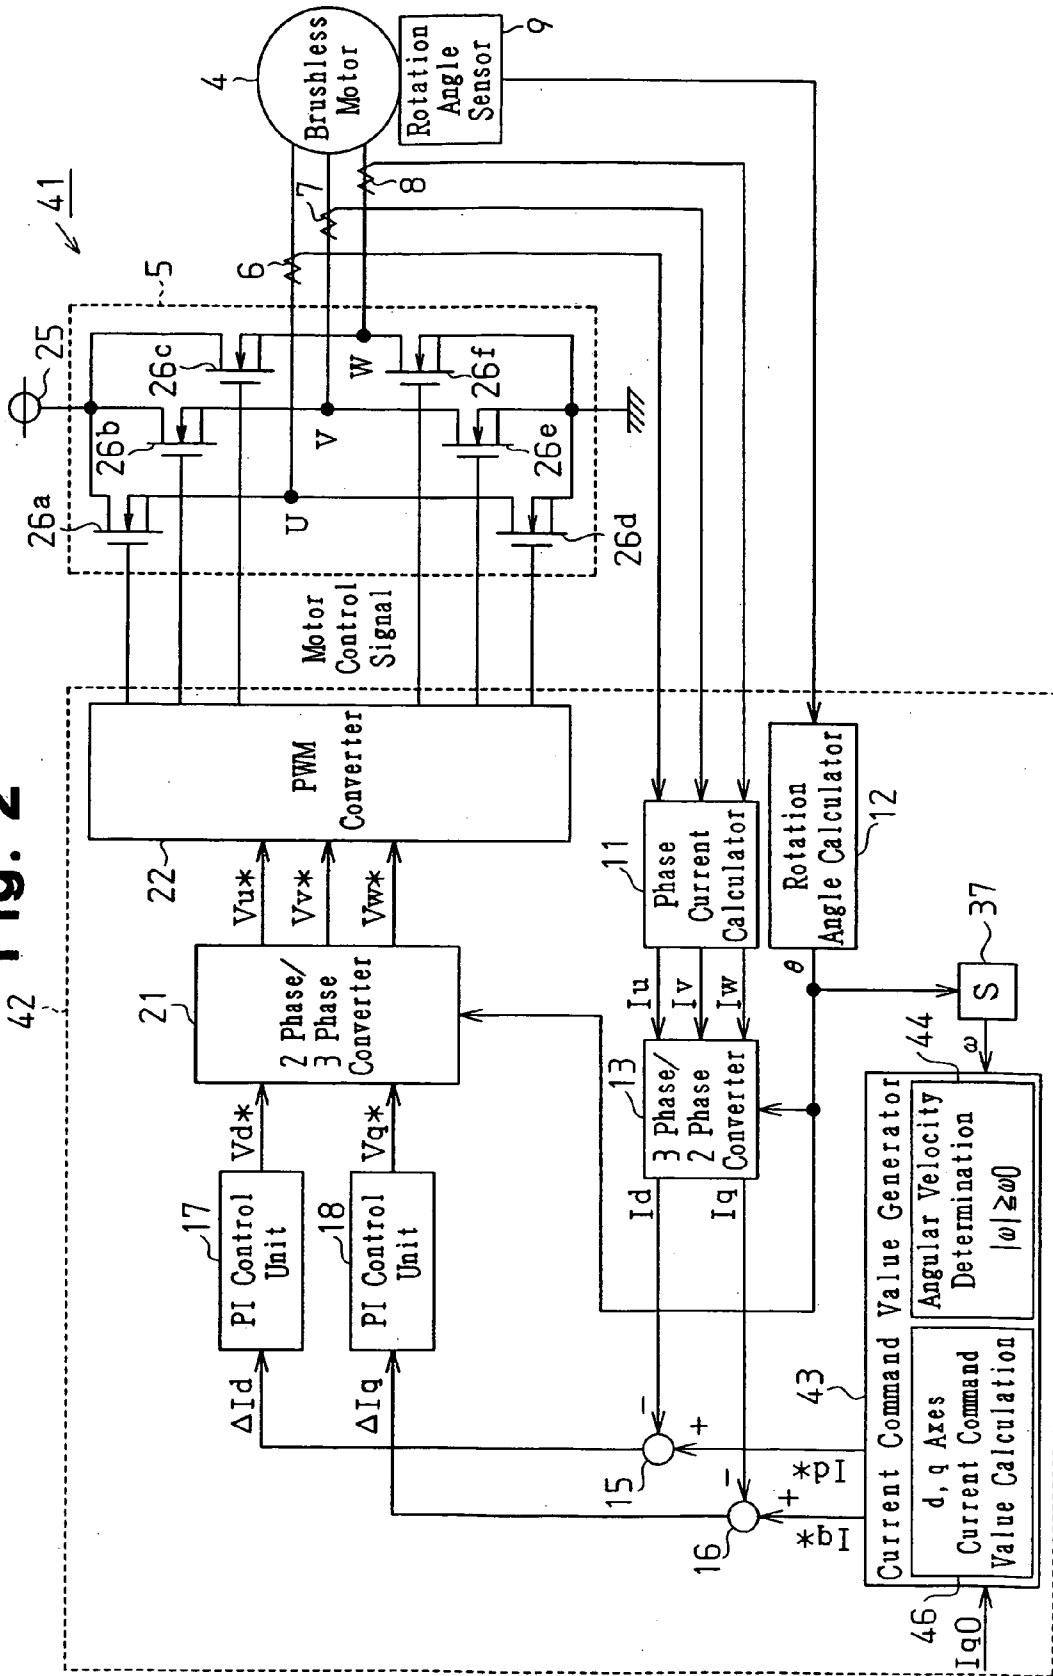 Fig. 2
42
41
5
25
26a
26b
26c
26d
26e
26f
U
V
W
6
7
8
4
Brushless
Motor
9
Rotation
Angle
Sensor
Motor
Control
Signal
22
PWM
Converter
Vu*
Vv*
Vw*
21
2 Phase/
3 Phase
Converter
Vd*
Vq*
17
PI Control
Unit
18
PI Control
Unit
ΔId
ΔIq
11
Phase
Current
Calculator
12
Rotation
Angle Calculator
Iu
Iv
Iw
θ
13
3 Phase/
2 Phase
Converter
Id
Iq
15
-
+
16
-
+
Id*
Iq*
37
S
ω
43
Current Command Value Generator
44
Angular Velocity
Determination
|ω|≧ω0
46
d, q Axes
Current Command
Value Calculation
Iq0